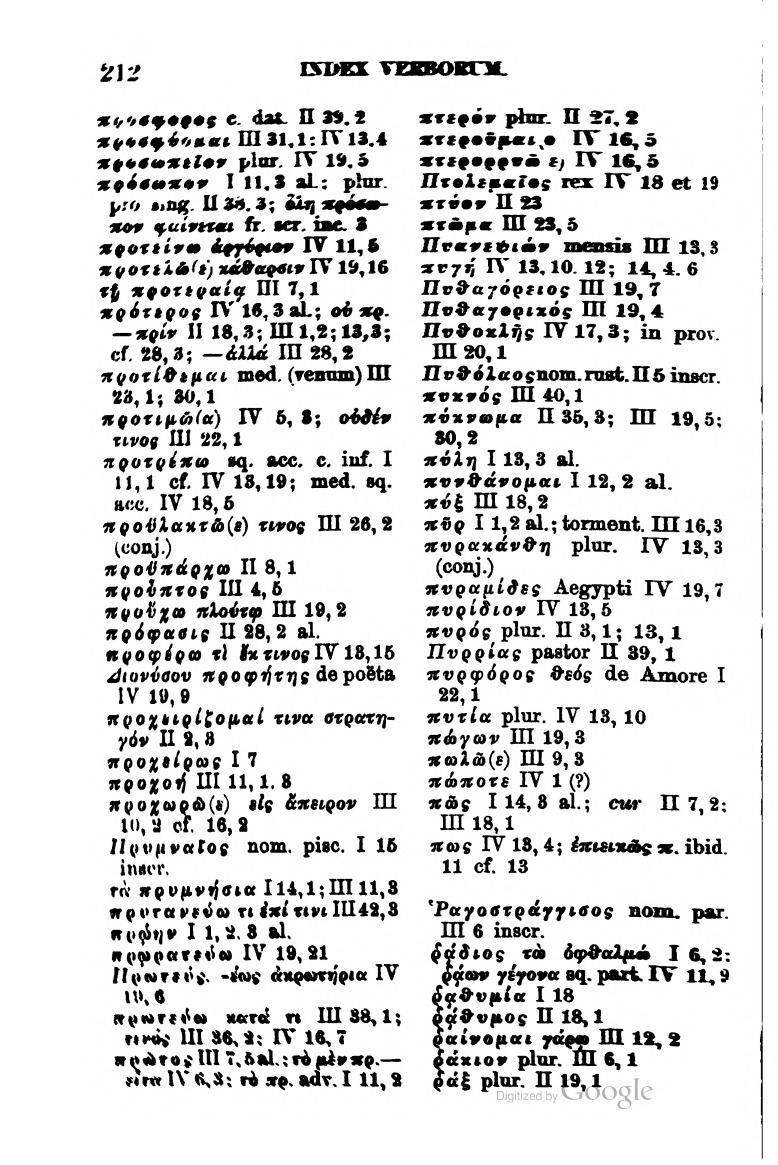 212
INDEX VERBORUM.
πρόσφορος c. dat. II 39, 2
προσφύομαι III 31, 1; IV 13. 4
προσωπεῖον plur. IV 19. 5
πρόσωπον I 11, 3 al.; plur.
pro sing. II 38. 3; ὅλη πρόσω-
πον φαίνεται fr. scr. inc. 3
προτείνω ἀργύριον IV 11, 5
προτελῶ(ε) κάθαρσιν IV 19, 16
τῇ προτεραίᾳ III 7, 1
πρότερος IV 16, 3 al.; οὐ πρ.
— πρίν II 18, 3; III 1, 2; 13, 3;
cf. 28, 3; — ἀλλά III 28, 2
προτίθεμαι med. (venum) III
23, 1; 30, 1
προτιμῶ(α) IV 5, 8; οὐδέν
τινος III 22, 1
προτρέπω sq. acc. c. inf. I
11, 1 cf. IV 13, 19; med. sq.
acc. IV 18, 5
προὐλακτῶ(ε) τινος III 26, 2
(conj.)
προϋπάρχω II 8, 1
προὖπτος III 4, 5
προὔχω πλούτῳ III 19, 2
πρόφασις II 28, 2 al.
προφέρω τὶ ἔκ τινος IV 18, 15
Διονύσου προφήτης de poëta
IV 19, 9
προχειρίζομαί τινα στρατη-
γόν II 2, 3
προχείρως I 7
προχοή III 11, 1. 3
προχωρῶ(ε) εἰς ἄπειρον III
10, 2 cf. 16, 2
Πρυμναῖος nom. pisc. I 15
inscr.
τὰ πρυμνήσια I 14, 1; III 11, 3
πρυτανεύω τι ἐπί τινι III 42, 3
πρῴην I 1, 2. 3 al.
πρῳρατεύω IV 19, 21
Πρωτεύς. -έως ἀκρωτήρια IV
19, 6
πρωτεύω κατά τι III 38, 1;
τινός III 36, 2; IV 16, 7
πρῶτος III 7, 5 al.; τὸ μὲν πρ. —
εἶτα IV 6, 3; τὸ πρ. adv. I 11, 2
πτερόν plur. II 27, 2
πτεροῦμαι, ο IV 16, 5
πτερορρυῶ ε) IV 16, 5
Πτολεμαῖος rex IV 18 et 19
πτύον II 23
πτῶμα III 23, 5
Πυανεψιών mensis III 13, 3
πυγή IV 13. 10. 12; 14, 4. 6
Πυθαγόρειος III 19, 7
Πυθαγορικός III 19, 4
Πυθοκλῆς IV 17, 3; in prov.
III 20, 1
Πυθόλαος nom. rust. II 5 inscr.
πυκνός III 40, 1
πύκνωμα II 35, 3; III 19, 5;
30, 2
πύλη I 13, 3 al.
πυνθάνομαι I 12, 2 al.
πύξ III 18, 2
πῦρ I 1, 2 al.; torment. III 16, 3
πυρακάνθη plur. IV 13, 3
(conj.)
πυραμίδες Aegypti IV 19, 7
πυρίδιον IV 13, 5
πυρός plur. II 3, 1; 13, 1
Πυρρίας pastor II 39, 1
πυρφόρος θεός de Amore I
22, 1
πυτία plur. IV 13, 10
πώγων III 19, 3
πωλῶ(ε) III 9, 3
πώποτε IV 1 (?)
πῶς I 14, 3 al.; cur II 7, 2;
III 18, 1
πως IV 13, 4; ἐπιεικῶς π. ibid.
11 cf. 13
Ῥαγοστράγγισος nom. par.
III 6 inscr.
ῥᾴδιος τὼ ὀφθαλμώ I 6, 2;
ῥᾴων γέγονα sq. part. IV 11, 9
ῥᾳθυμία I 18
ῥᾴθυμος II 18, 1
ῥαίνομαι γάρῳ III 12, 2
ῥάκιον plur. III 6, 1
ῥάξ plur. II 19, 1
Digitized by Google